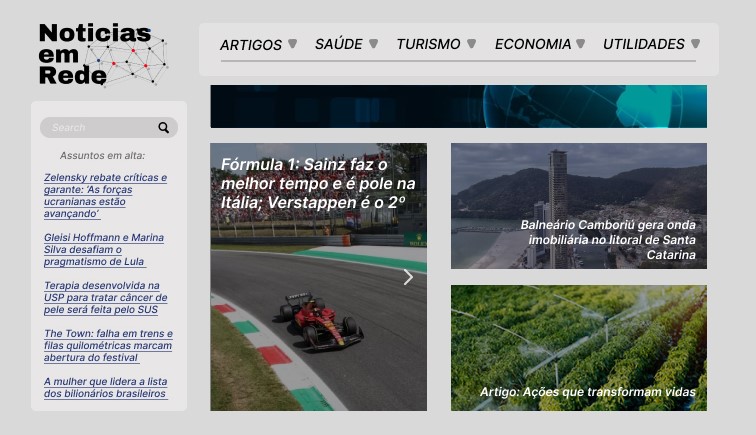 Noticias
em
Rede
ARTIGOS
SAÚDE
TURISMO
ECONOMIA
UTILIDADES
Search
Assuntos em alta:
Zelensky rebate críticas e
garante: ‘As forças
ucranianas estão
avançando’
Gleisi Hoffmann e Marina
Silva desafiam o
pragmatismo de Lula
Terapia desenvolvida na
USP para tratar câncer de
pele será feita pelo SUS
The Town: falha em trens e
filas quilométricas marcam
abertura do festival
A mulher que lidera a lista
dos bilionários brasileiros
Fórmula 1: Sainz faz o
melhor tempo e é pole na
Itália; Verstappen é o 2º
ROLEX
Balneário Camboriú gera onda
imobiliária no litoral de Santa
Catarina
Artigo: Ações que transformam vidas